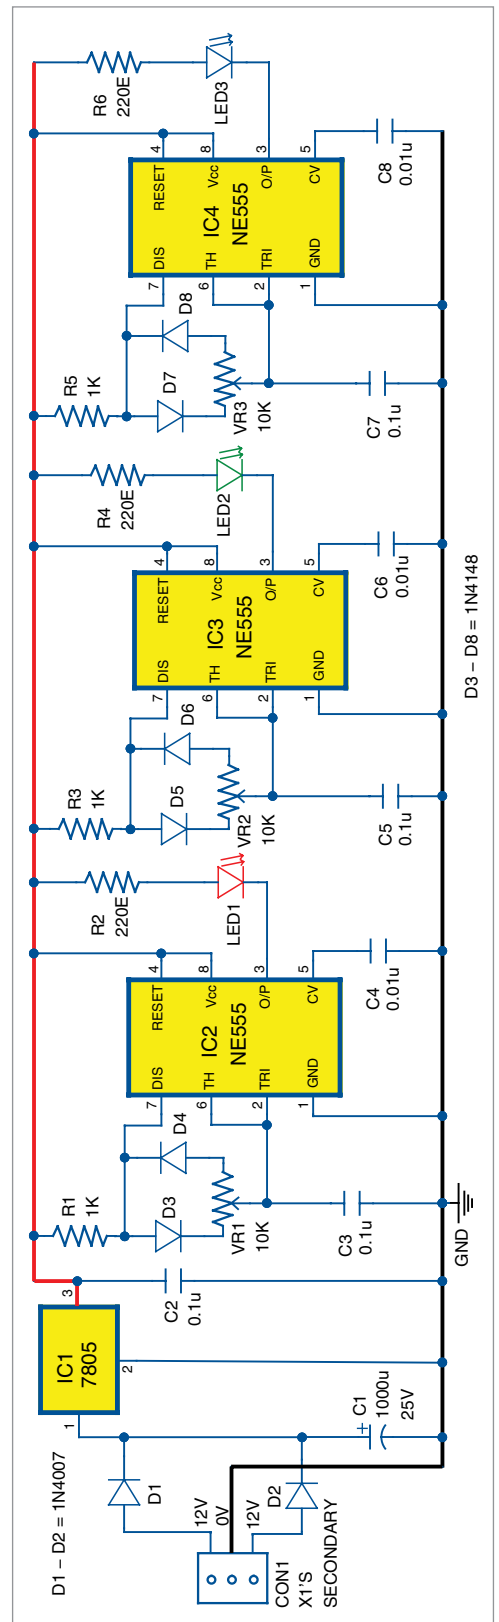 D1 – D2 = 1N4007
CON1
X1'S
SECONDARY
12V
0V
12V
D1
D2
1
IC1
7805
2
3
C1
1000u
25V
+
C2
0.1u
GND
R1
1K
D3
D4
VR1
10K
C3
0.1u
7
6
2
1
DIS
TH
TRI
GND
IC2
NE555
RESET
Vcc
O/P
CV
4
8
3
5
C4
0.01u
R2
220E
LED1
R3
1K
D5
D6
VR2
10K
C5
0.1u
7
6
2
1
DIS
TH
TRI
GND
IC3
NE555
RESET
Vcc
O/P
CV
4
8
3
5
C6
0.01u
R4
220E
LED2
R5
1K
D7
D8
VR3
10K
C7
0.1u
7
6
2
1
DIS
TH
TRI
GND
IC4
NE555
RESET
Vcc
O/P
CV
4
8
3
5
C8
0.01u
R6
220E
LED3
D3 – D8 = 1N4148